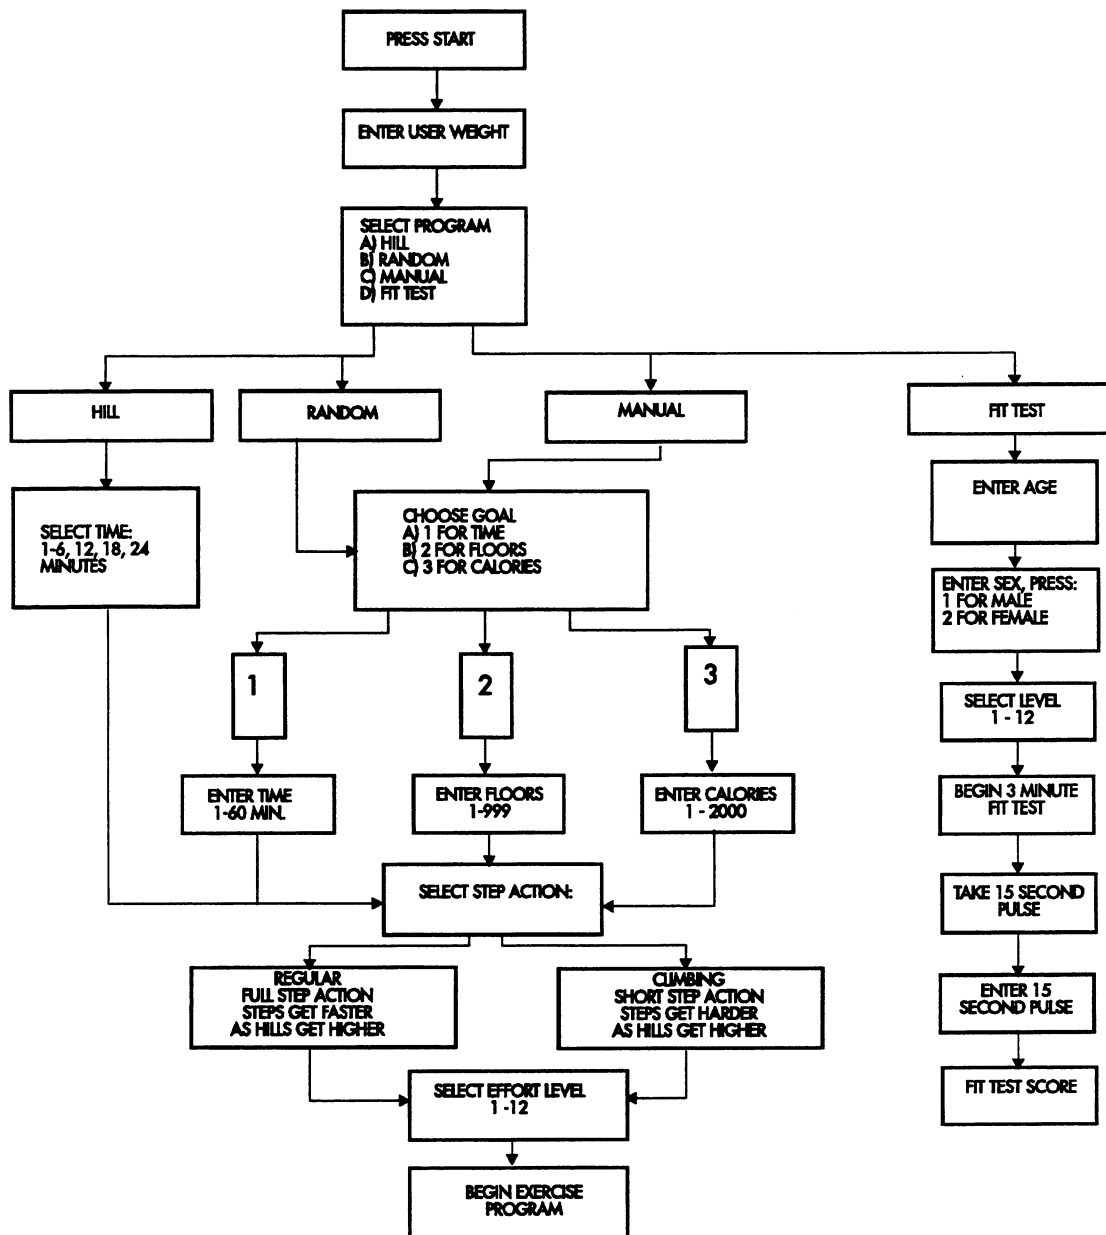 PRESS START
ENTER USER WEIGHT
SELECT PROGRAM
A) HILL
B) RANDOM
C) MANUAL
D) FIT TEST
HILL
RANDOM
MANUAL
FIT TEST
SELECT TIME:
1-6, 12, 18, 24
MINUTES
CHOOSE GOAL
A) 1 FOR TIME
B) 2 FOR FLOORS
C) 3 FOR CALORIES
ENTER AGE
ENTER SEX, PRESS:
1 FOR MALE
2 FOR FEMALE
1
2
3
SELECT LEVEL
1 - 12
ENTER TIME
1-60 MIN.
ENTER FLOORS
1-999
ENTER CALORIES
1 - 2000
BEGIN 3 MINUTE
FIT TEST
SELECT STEP ACTION:
TAKE 15 SECOND
PULSE
REGULAR
FULL STEP ACTION
STEPS GET FASTER
AS HILLS GET HIGHER
CLIMBING
SHORT STEP ACTION
STEPS GET HARDER
AS HILLS GET HIGHER
ENTER 15
SECOND PULSE
SELECT EFFORT LEVEL
1 -12
FIT TEST SCORE
BEGIN EXERCISE
PROGRAM